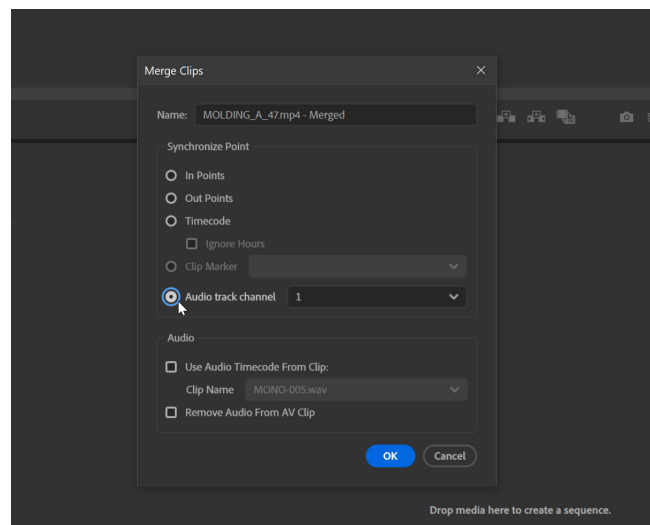 Merge Clips
Name: MOLDING_A_47.mp4 - Merged
Synchronize Point
In Points
Out Points
Timecode
Ignore Hours
Clip Marker
Audio track channel 1
Audio
Use Audio Timecode From Clip:
Clip Name MONO-005.wav
Remove Audio From AV Clip
OK Cancel
Drop media here to create a sequence.